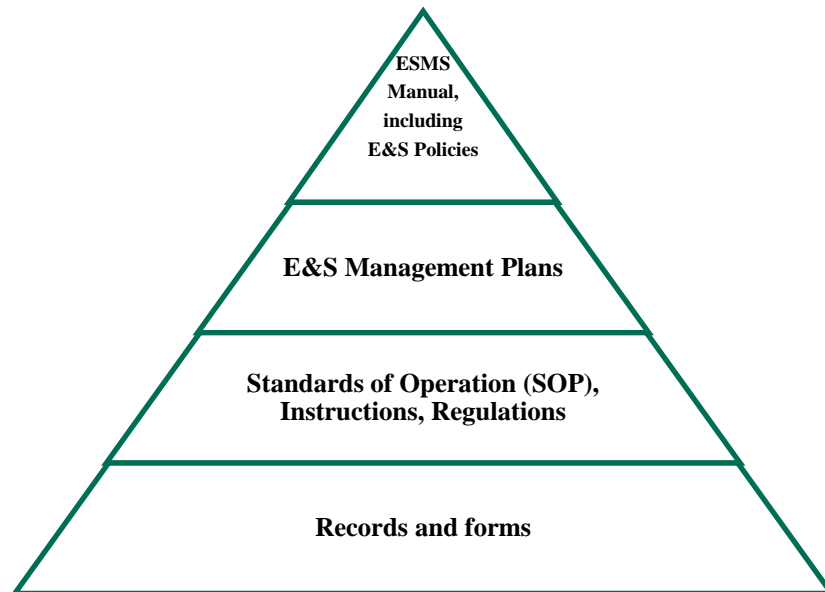 ESMS
Manual,
including
E&S Policies
E&S Management Plans
Standards of Operation (SOP),
Instructions, Regulations
Records and forms